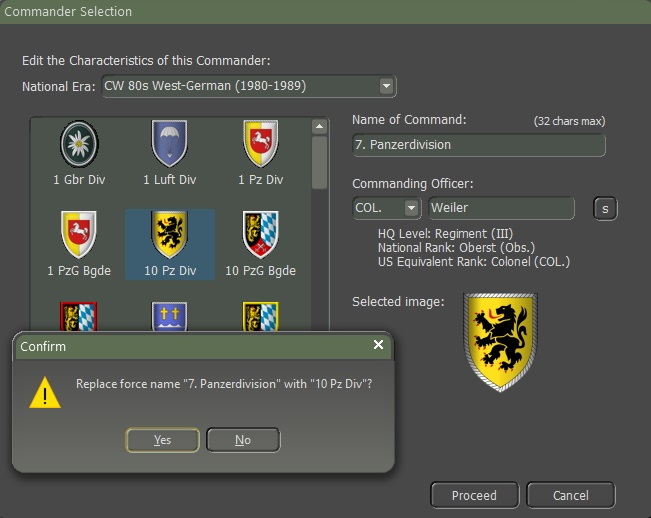 Commander Selection
Edit the Characteristics of this Commander:
National Era: CW 80s West-German (1980-1989)
Name of Command: (32 chars max)
7. Panzerdivision
1 Gbr Div 1 Luft Div 1 Pz Div
Commanding Officer:
COL. Weiler s
HQ Level: Regiment (III)
National Rank: Oberst (Obs.)
US Equivalent Rank: Colonel (COL.)
1 PzG Bgde 10 Pz Div 10 PzG Bgde
Selected image:
Confirm
Replace force name "7. Panzerdivision" with "10 Pz Div"?
Yes No
Proceed Cancel